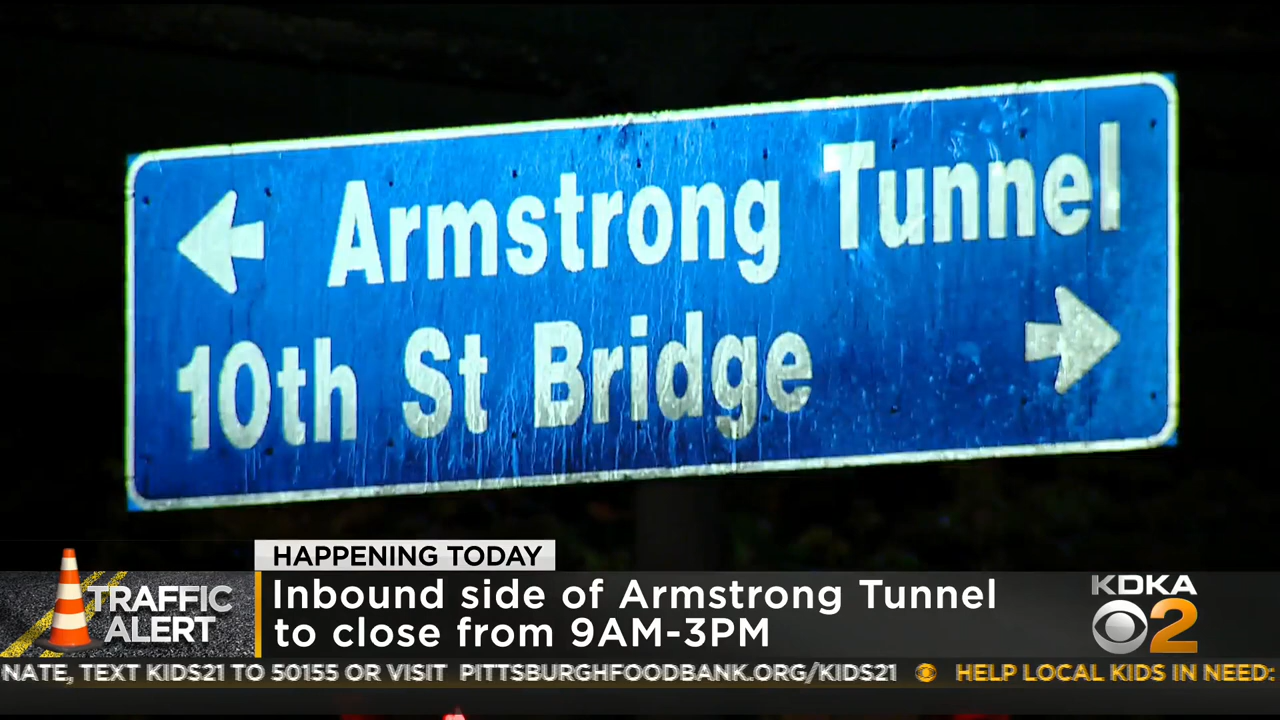 Armstrong Tunnel
10th St Bridge
HAPPENING TODAY
TRAFFIC
ALERT
Inbound side of Armstrong Tunnel
to close from 9AM-3PM
KDKA
2
NATE, TEXT KIDS21 TO 50155 OR VISIT PITTSBURGHFOODBANK.ORG/KIDS21 HELP LOCAL KIDS IN NEED: